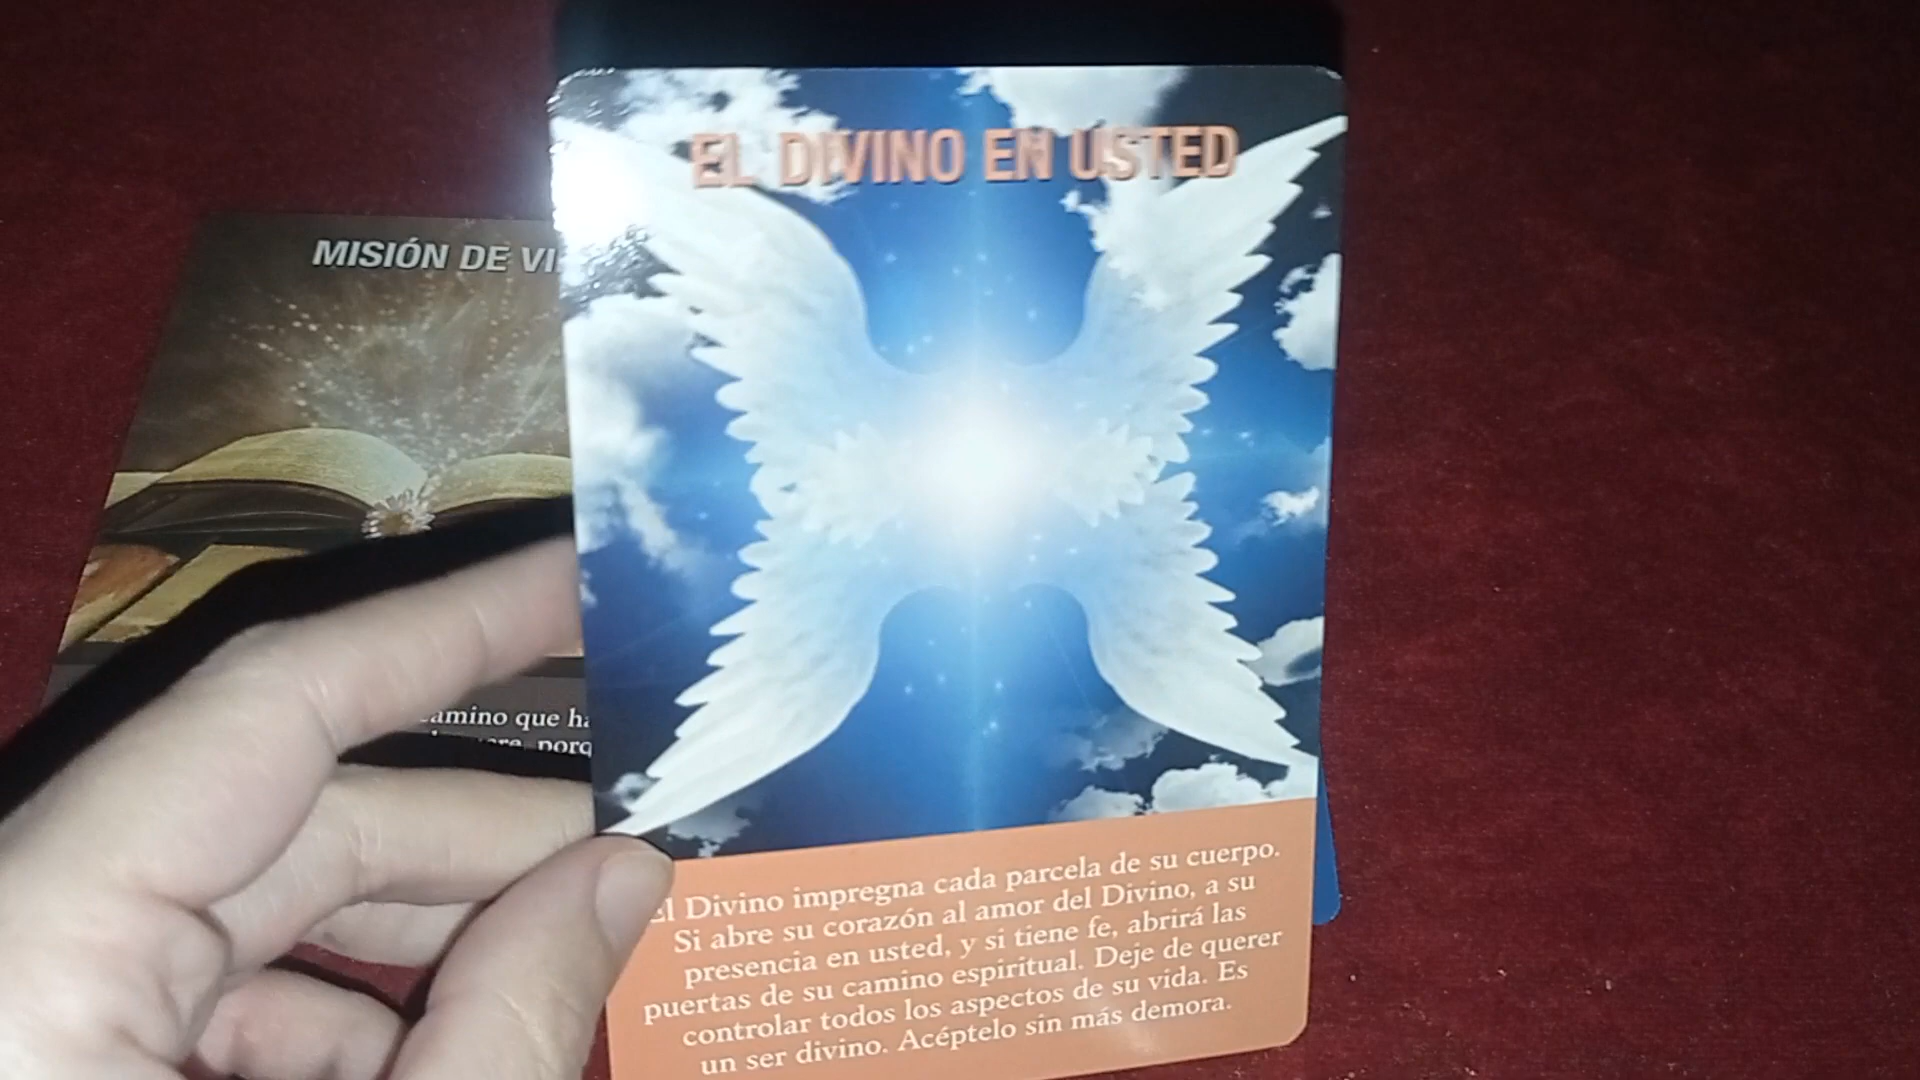 EL DIVINO EN USTED
El Divino impregna cada parcela de su cuerpo.
Si abre su corazón al amor del Divino, a su
presencia en usted, y si tiene fe, abrirá las
puertas de su camino espiritual. Deje de querer
controlar todos los aspectos de su vida. Es
un ser divino. Acéptelo sin más demora.
MISIÓN DE
camino que